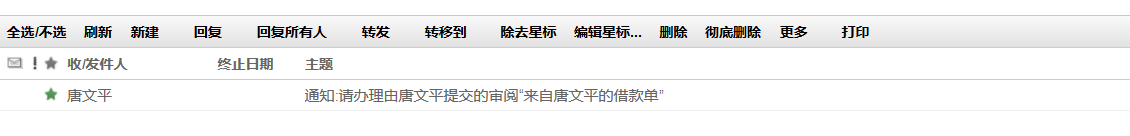 全选/不选 刷新 新建 回复 回复所有人 转发 转移到 除去星标 编辑星标... 删除 彻底删除 更多 打印
! 收/发件人 终止日期 主题
唐文平 通知:请办理由唐文平提交的审阅“来自唐文平的借款单”